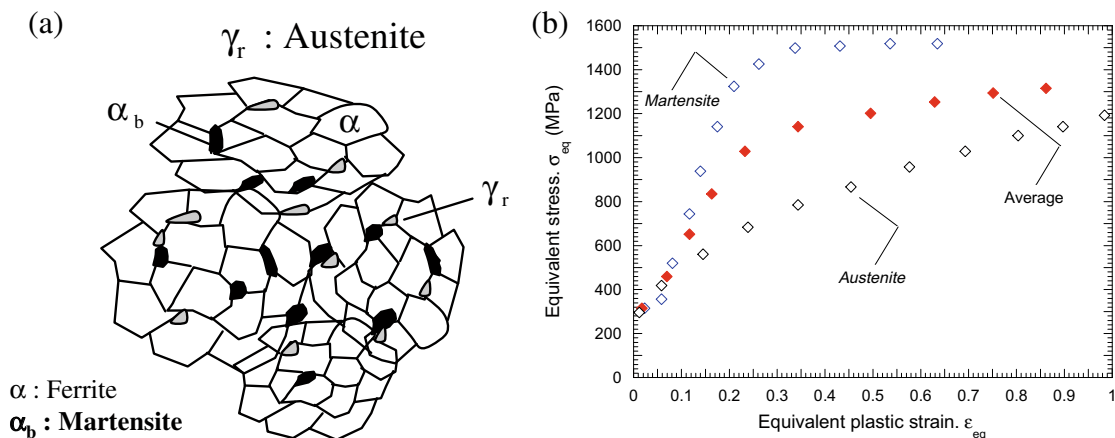 (a)
γr : Austenite
αb
α
γr
α : Ferrite
αb : Martensite
(b)
Equivalent stress. σeq (MPa)
1600
1400
1200
1000
800
600
400
200
0
Martensite
Average
Austenite
0 0.1 0.2 0.3 0.4 0.5 0.6 0.7 0.8 0.9 1
Equivalent plastic strain. εeq